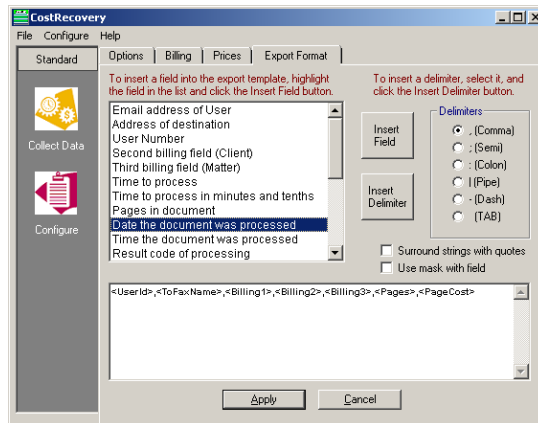 CostRecovery
File Configure Help
Standard
Options Billing Prices Export Format
To insert a field into the export template, highlight
the field in the list and click the Insert Field button.
To insert a delimiter, select it, and
click the Insert Delimiter button.
Email address of User
Address of destination
User Number
Second billing field (Client)
Third billing field (Matter)
Time to process
Time to process in minutes and tenths
Pages in document
Date the document was processed
Time the document was processed
Result code of processing
Insert
Field
Insert
Delimiter
Delimiters
, (Comma)
; (Semi)
: (Colon)
| (Pipe)
- (Dash)
(TAB)
Collect Data
Configure
Surround strings with quotes
Use mask with field
<UserId>,<ToFaxName>,<Billing1>,<Billing2>,<Billing3>,<Pages>,<PageCost>
Apply Cancel